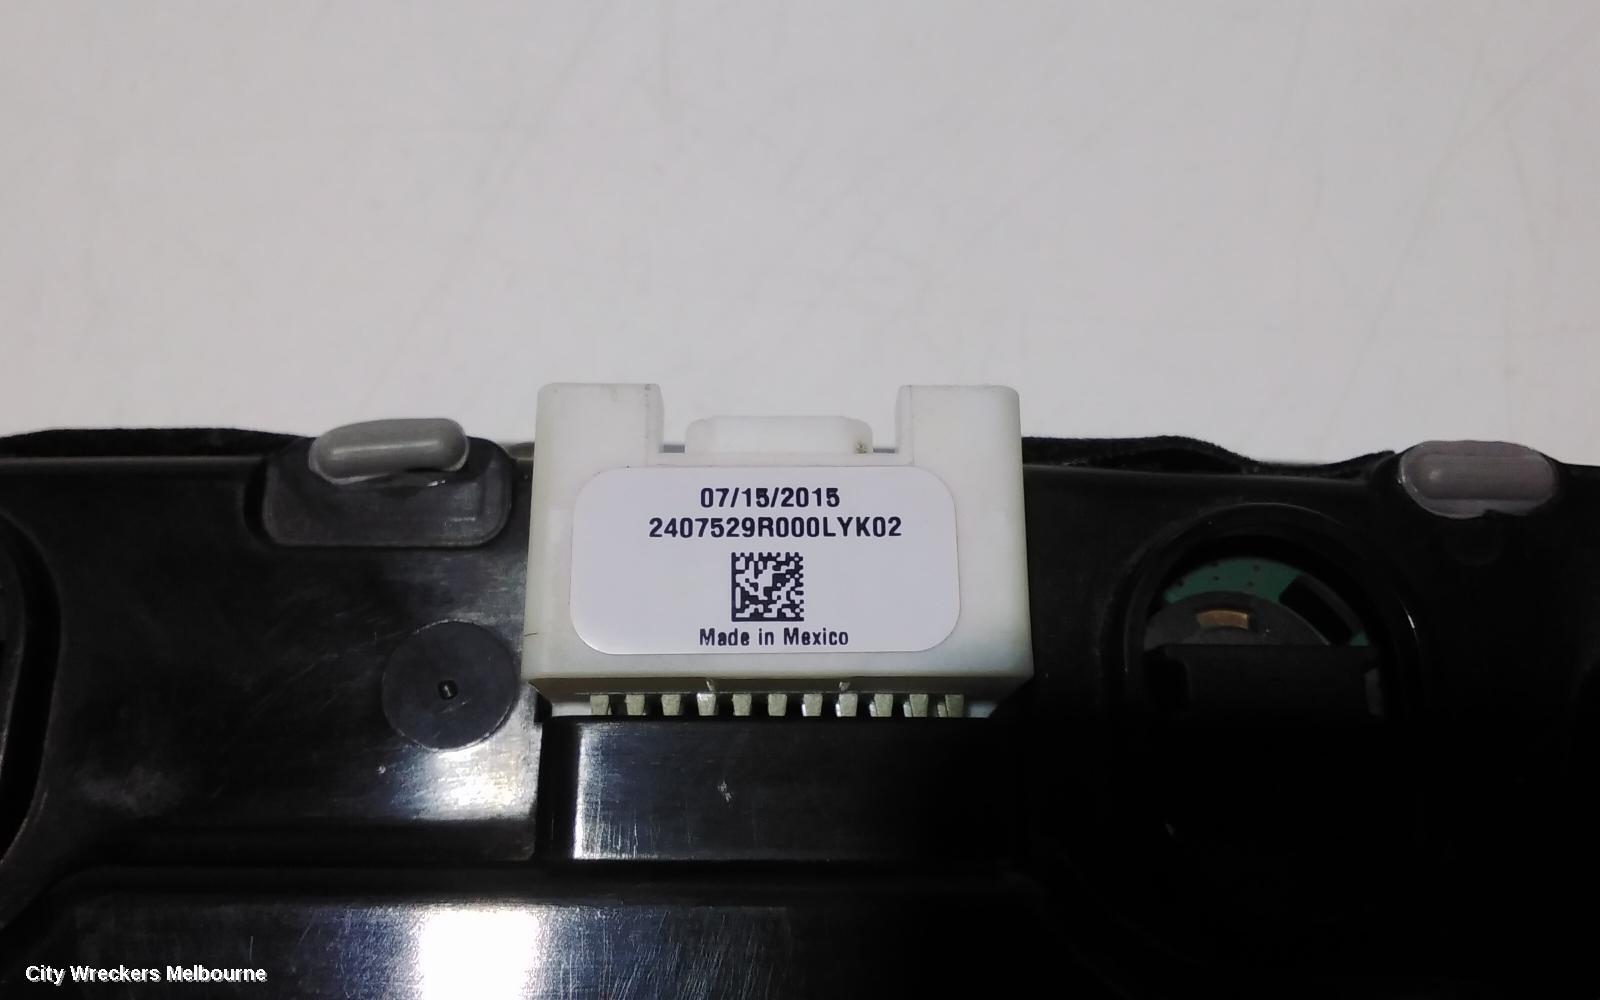 07/15/2015
2407529R000LYK02
Made in Mexico
City Wreckers Melbourne